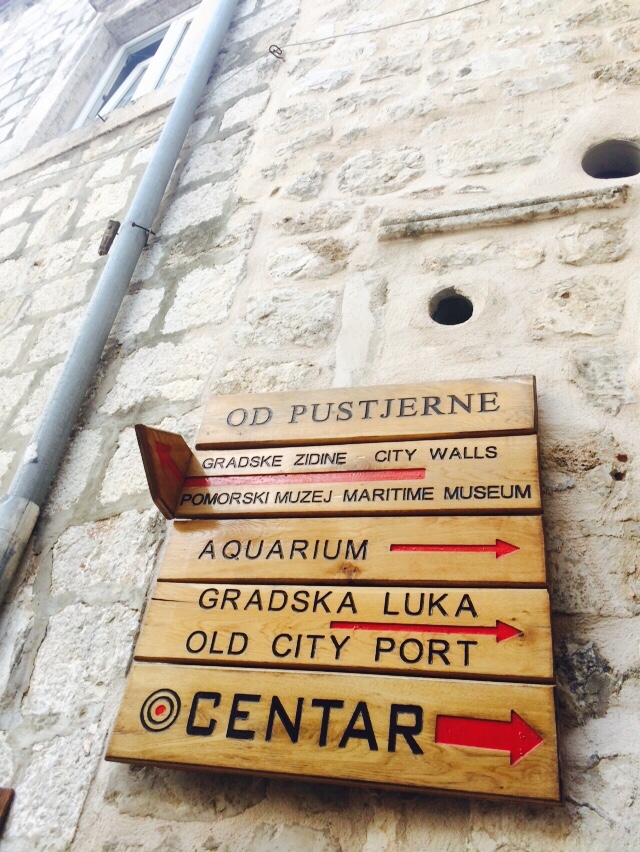 OD PUSTJERNE
GRADSKE ZIDINE - CITY WALLS
POMORSKI MUZEJ MARITIME MUSEUM
AQUARIUM
GRADSKA LUKA
OLD CITY PORT
CENTAR